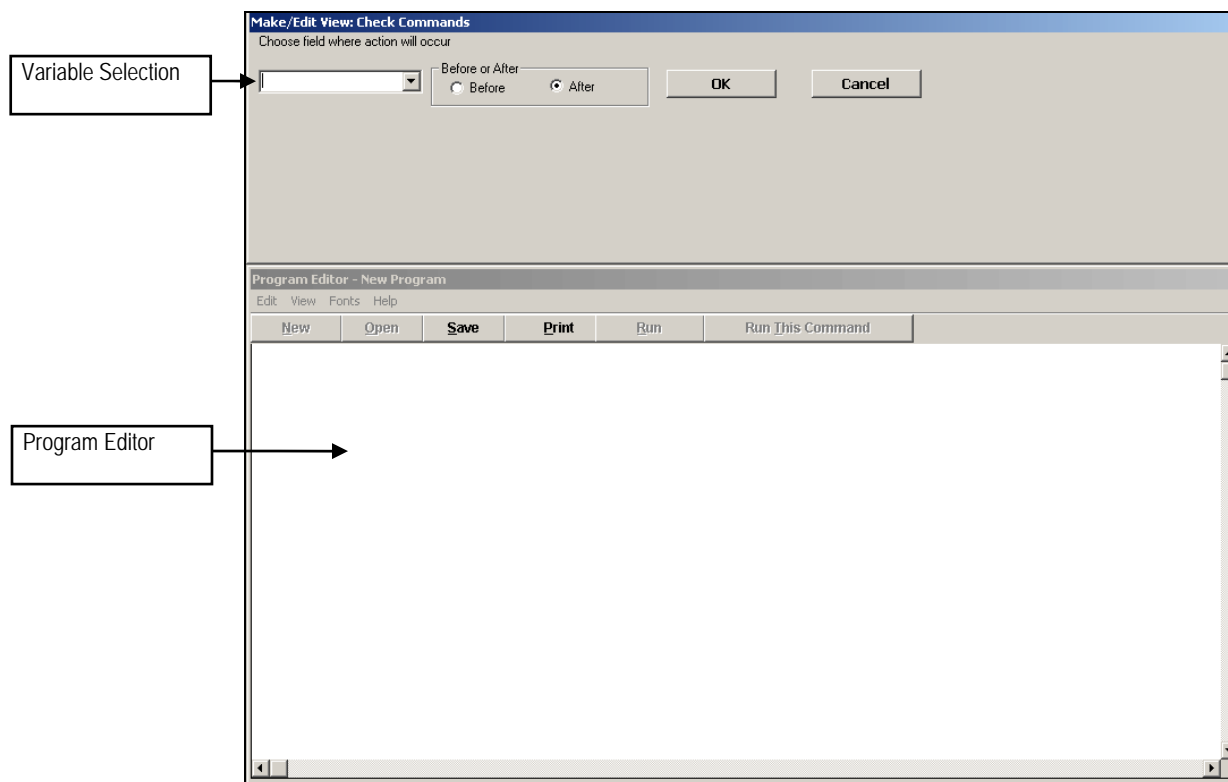 Make/Edit View: Check Commands
Choose field where action will occur
Variable Selection
Before or After
Before
After
OK
Cancel
Program Editor - New Program
Edit View Fonts Help
New Open Save Print Run Run This Command
Program Editor